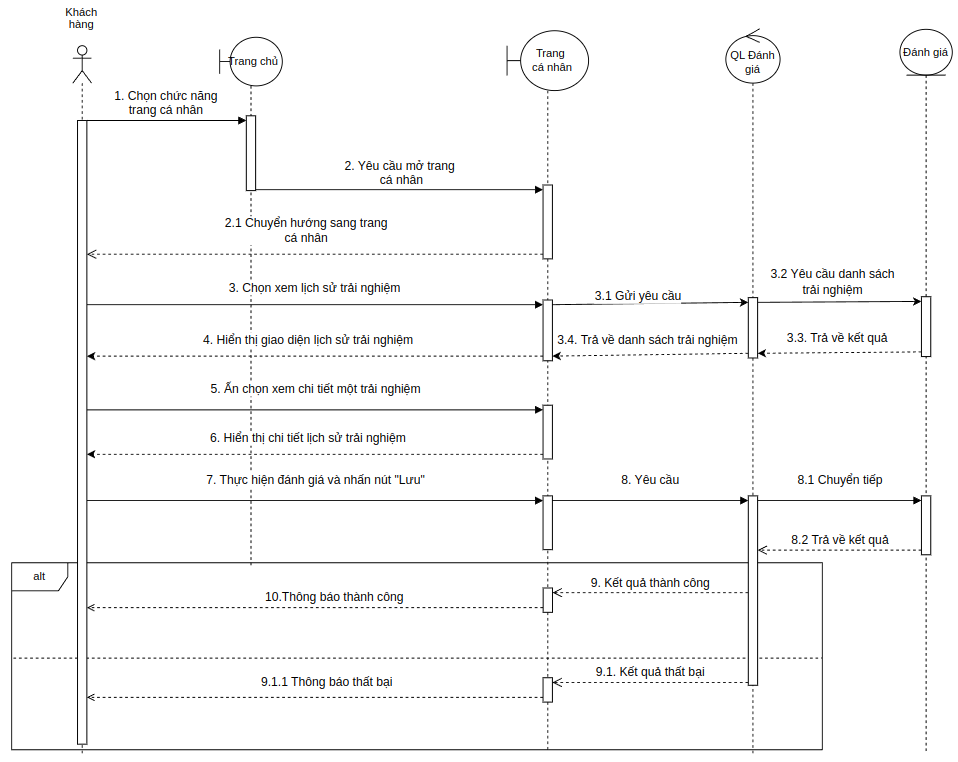 Khách
hàng
Trang chủ
Trang
cá nhân
QL Đánh
giá
Đánh giá
1. Chọn chức năng
trang cá nhân
2. Yêu cầu mở trang
cá nhân
2.1 Chuyển hướng sang trang
cá nhân
3. Chọn xem lịch sử trải nghiệm
3.1 Gửi yêu cầu
3.2 Yêu cầu danh sách
trải nghiệm
4. Hiển thị giao diện lịch sử trải nghiệm
3.4. Trả về danh sách trải nghiệm
3.3. Trả về kết quả
5. Ấn chọn xem chi tiết một trải nghiệm
6. Hiển thị chi tiết lịch sử trải nghiệm
7. Thực hiện đánh giá và nhấn nút "Lưu"
8. Yêu cầu
8.1 Chuyển tiếp
8.2 Trả về kết quả
alt
9. Kết quả thành công
10.Thông báo thành công
9.1. Kết quả thất bại
9.1.1 Thông báo thất bại